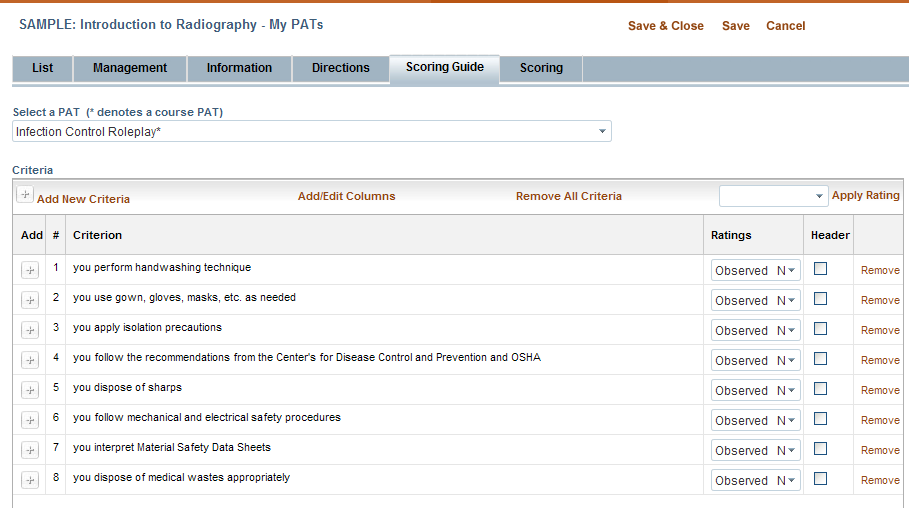 SAMPLE: Introduction to Radiography - My PATs Save & Close Save Cancel
List Management Information Directions Scoring Guide Scoring
Select a PAT (* denotes a course PAT)
Infection Control Roleplay*
Criteria
Add New Criteria Add/Edit Columns Remove All Criteria Apply Rating
Add # Criterion Ratings Header
1 you perform handwashing technique Observed N Remove
2 you use gown, gloves, masks, etc. as needed Observed N Remove
3 you apply isolation precautions Observed N Remove
4 you follow the recommendations from the Center's for Disease Control and Prevention and OSHA Observed N Remove
5 you dispose of sharps Observed N Remove
6 you follow mechanical and electrical safety procedures Observed N Remove
7 you interpret Material Safety Data Sheets Observed N Remove
8 you dispose of medical wastes appropriately Observed N Remove